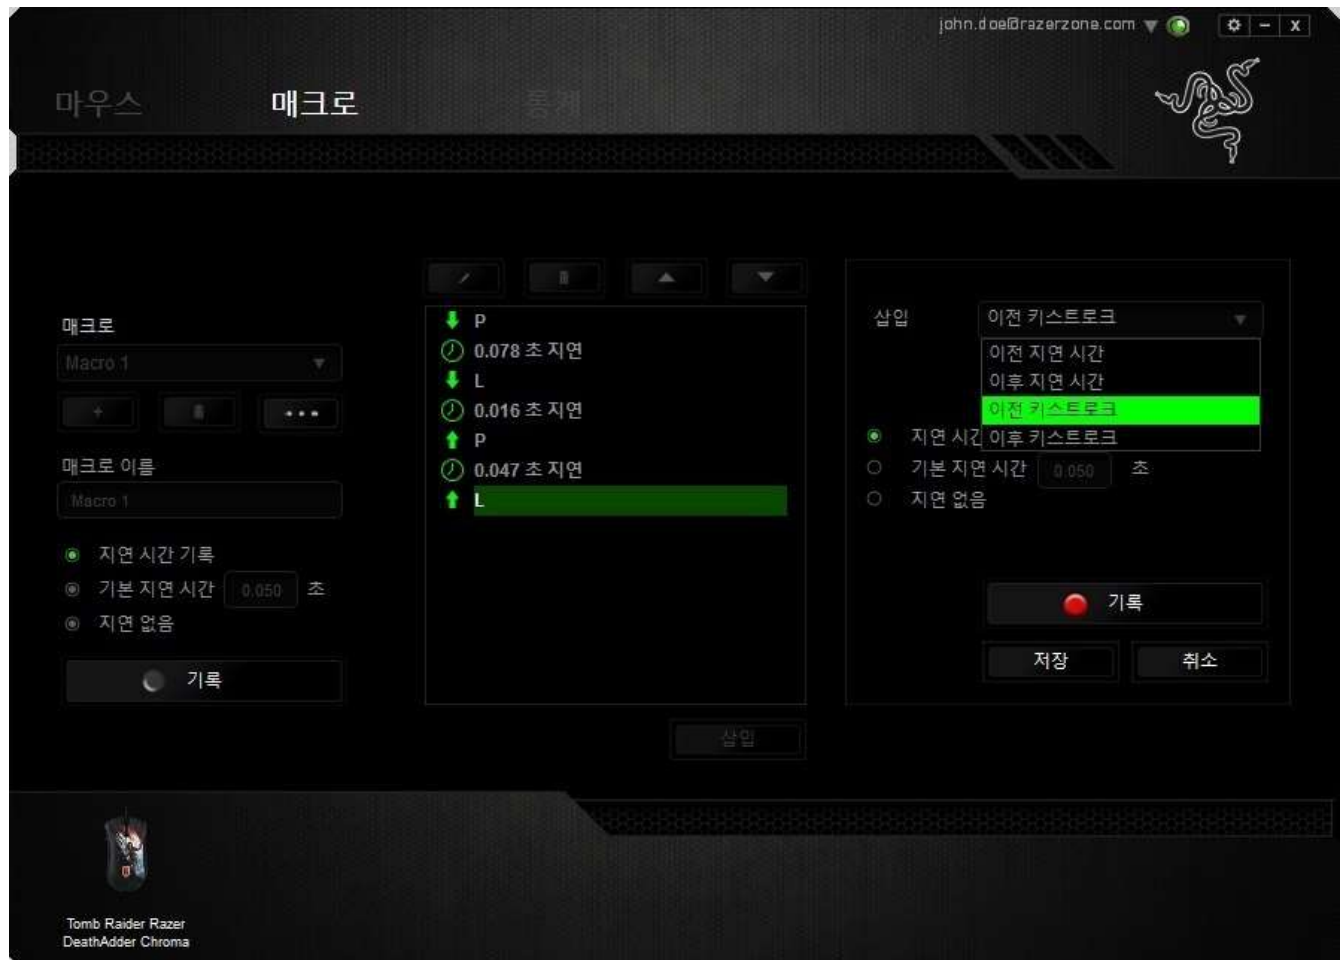 john.doe@razerzone.com
마우스 매크로 통계
매크로
Macro 1
매크로 이름
Macro 1
지연 시간 기록
기본 지연 시간 0.050 초
지연 없음
기록
P
0.078 초 지연
L
0.016 초 지연
P
0.047 초 지연
L
삽입
삽입 이전 키스트로크
이전 지연 시간
이후 지연 시간
이전 키스트로크
이후 키스트로크
지연 시간
기본 지연 시간 0.050 초
지연 없음
기록
저장 취소
Tomb Raider Razer
DeathAdder Chroma